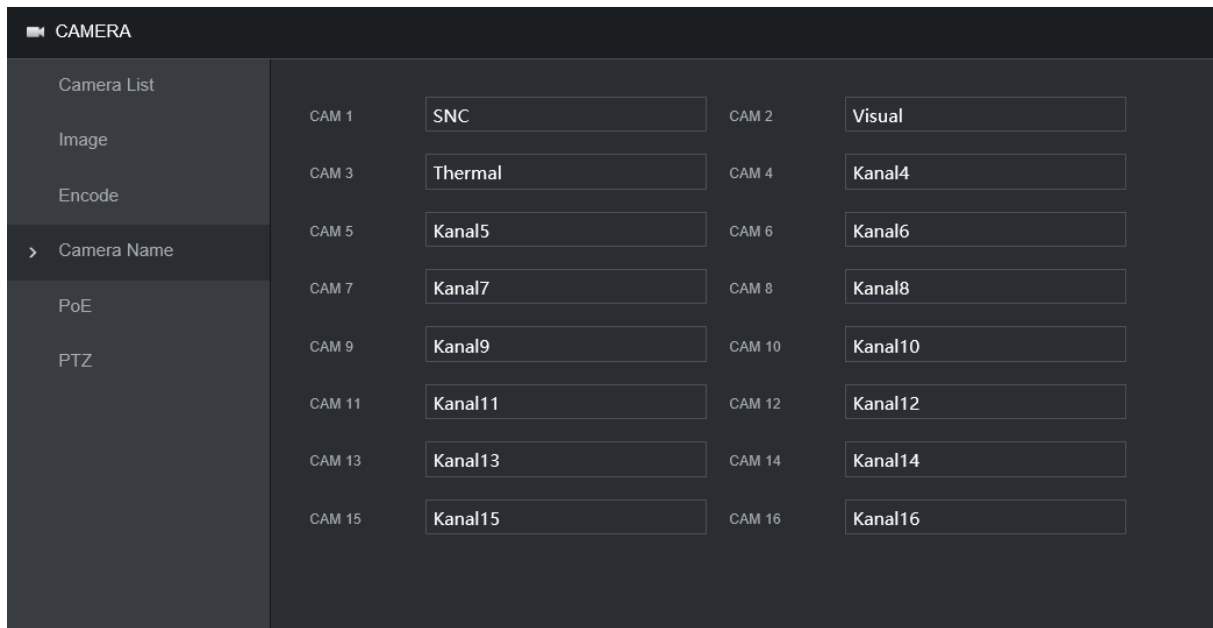 CAMERA
Camera List
Image
Encode
Camera Name
PoE
PTZ
CAM 1 SNC CAM 2 Visual
CAM 3 Thermal CAM 4 Kanal4
CAM 5 Kanal5 CAM 6 Kanal6
CAM 7 Kanal7 CAM 8 Kanal8
CAM 9 Kanal9 CAM 10 Kanal10
CAM 11 Kanal11 CAM 12 Kanal12
CAM 13 Kanal13 CAM 14 Kanal14
CAM 15 Kanal15 CAM 16 Kanal16